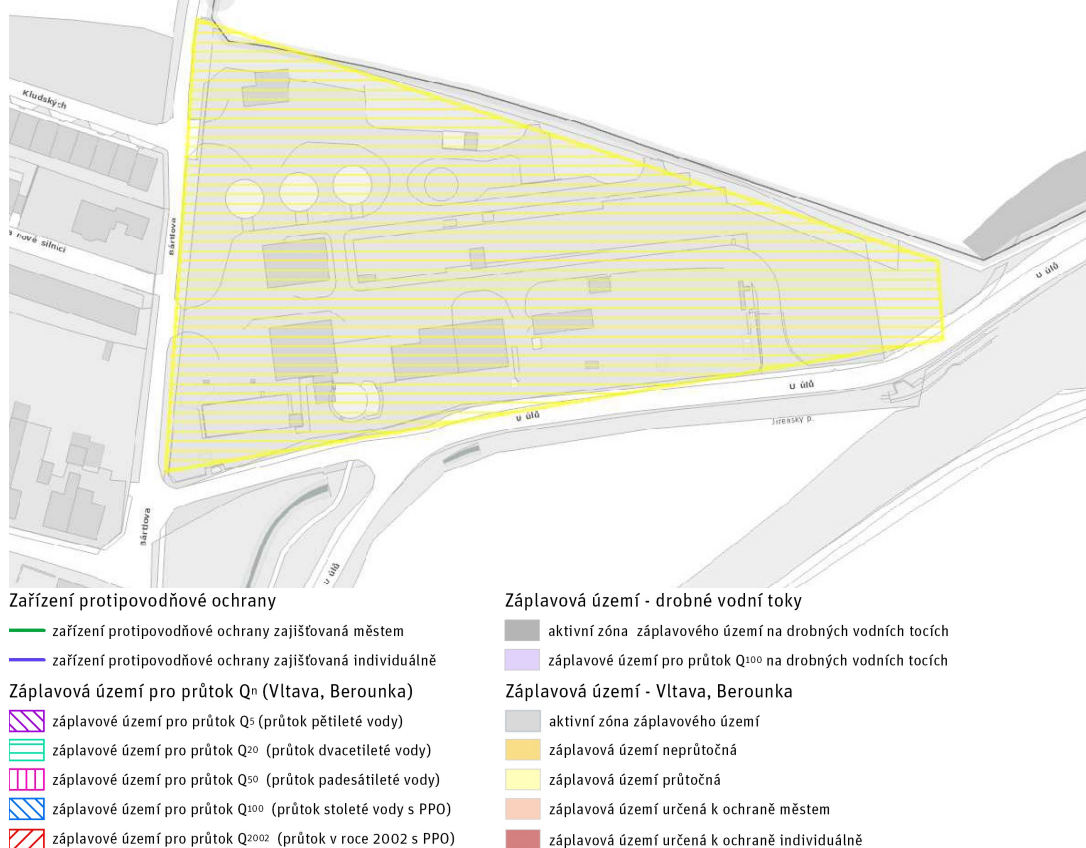 Kludských
Bártlova
a nové silnici
U úlů
U úlů
U úlů
Jirenský p.
Bártlova
U úlů
Zařízení protipovodňové ochrany
zařízení protipovodňové ochrany zajišťovaná městem
zařízení protipovodňové ochrany zajišťovaná individuálně
Záplavová území pro průtok Qn (Vltava, Berounka)
záplavové území pro průtok Q5 (průtok pětileté vody)
záplavové území pro průtok Q20 (průtok dvacetileté vody)
záplavové území pro průtok Q50 (průtok padesátileté vody)
záplavové území pro průtok Q100 (průtok stoleté vody s PPO)
záplavové území pro průtok Q2002 (průtok v roce 2002 s PPO)
Záplavová území - drobné vodní toky
aktivní zóna záplavového území na drobných vodních tocích
záplavové území pro průtok Q100 na drobných vodních tocích
Záplavová území - Vltava, Berounka
aktivní zóna záplavového území
záplavová území neprůtočná
záplavová území průtočná
záplavová území určená k ochraně městem
záplavová území určená k ochraně individuálně